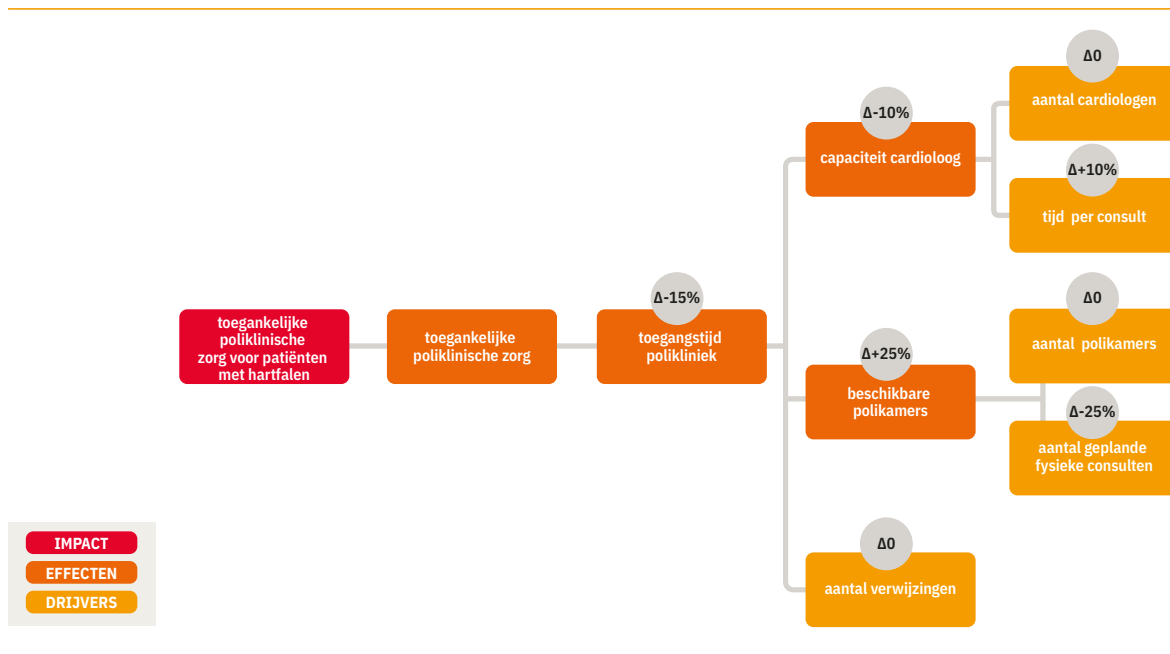 toegankelijke
poliklinische
zorg voor patiënten
met hartfalen
toegankelijke
poliklinische zorg
Δ-15%
toegangstijd
polikliniek
Δ-10%
capaciteit cardioloog
Δ0
aantal cardiologen
Δ+10%
tijd per consult
Δ+25%
beschikbare
polikamers
Δ0
aantal polikamers
Δ-25%
aantal geplande
fysieke consulten
Δ0
aantal verwijzingen
IMPACT
EFFECTEN
DRIJVERS